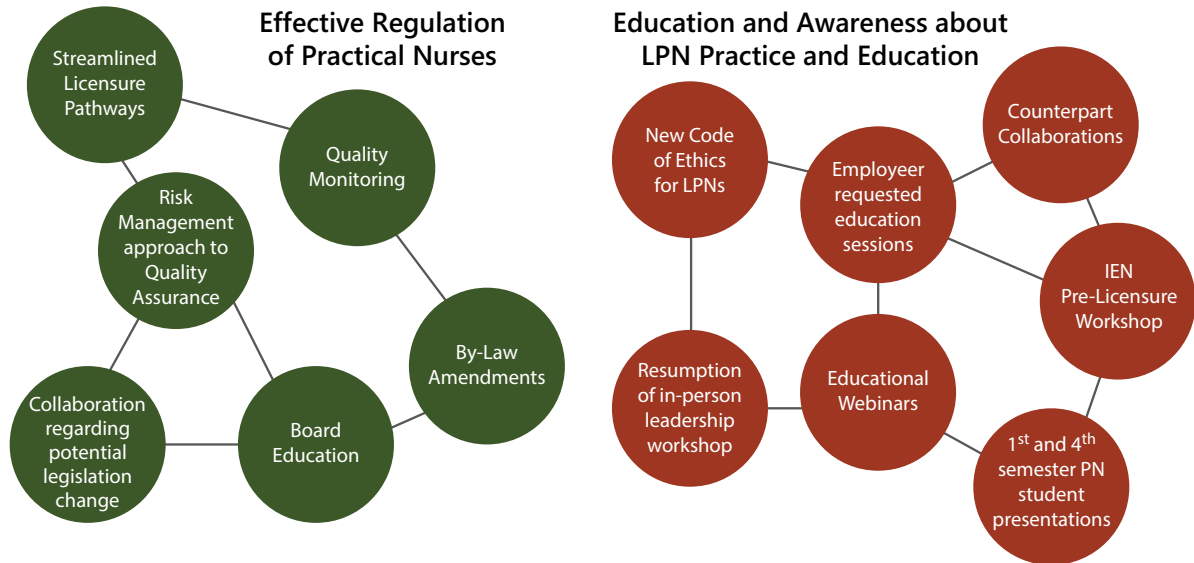 Effective Regulation
of Practical Nurses
Streamlined
Licensure
Pathways
Quality
Monitoring
Risk
Management
approach to
Quality
Assurance
By-Law
Amendments
Collaboration
regarding
potential
legislation
change
Board
Education
Education and Awareness about
LPN Practice and Education
New Code
of Ethics
for LPNs
Employeer
requested
education
sessions
Counterpart
Collaborations
IEN
Pre-Licensure
Workshop
Resumption
of in-person
leadership
workshop
Educational
Webinars
1st and 4th
semester PN
student
presentations